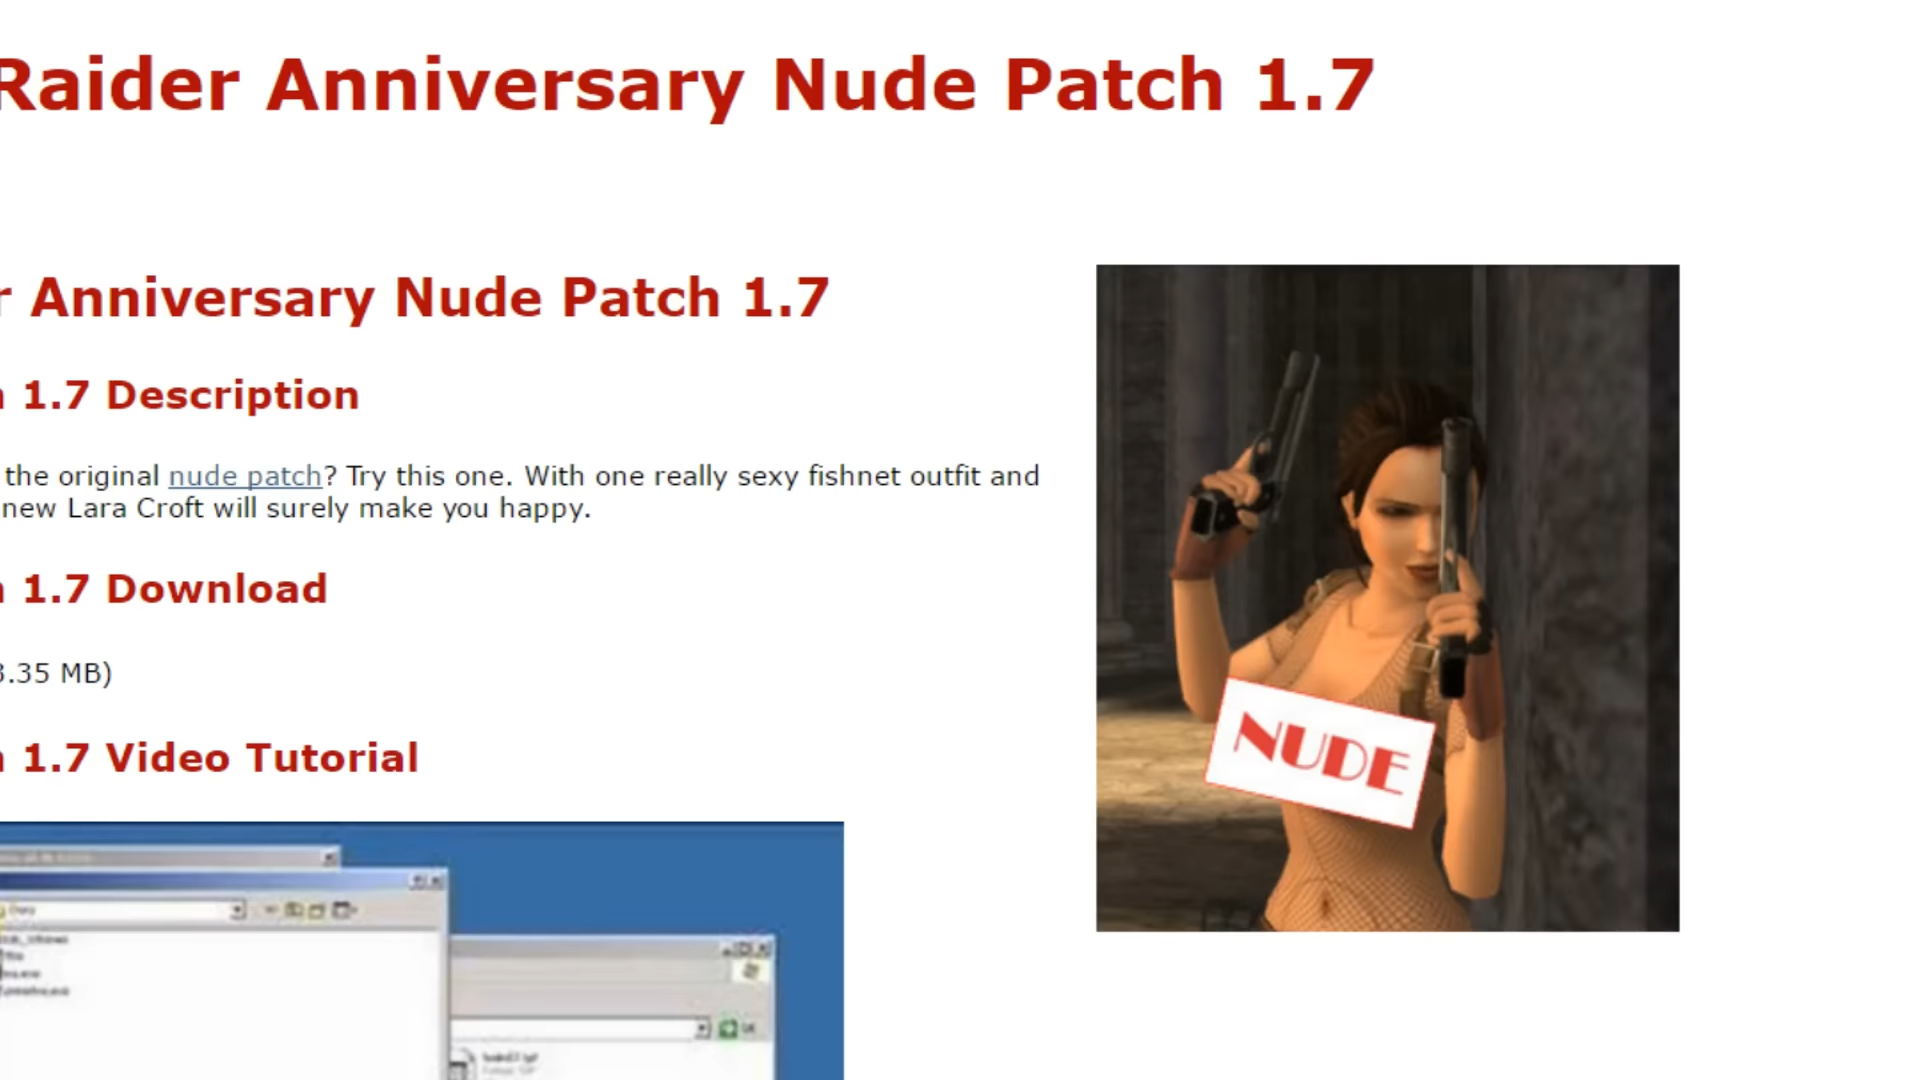 Raider Anniversary Nude Patch 1.7
r Anniversary Nude Patch 1.7
1.7 Description
the original nude patch? Try this one. With one really sexy fishnet outfit and
new Lara Croft will surely make you happy.
1.7 Download
3.35 MB)
1.7 Video Tutorial
NUDE